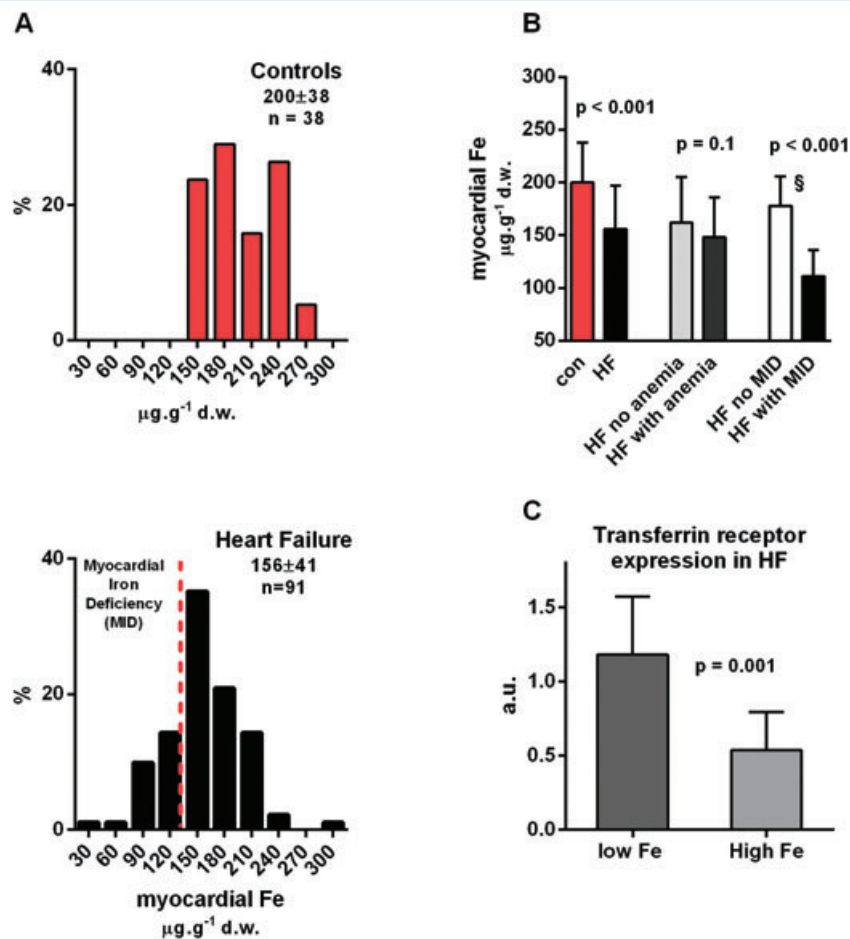 A
Controls
200±38
n = 38
%
40
20
0
30 60 90 120 150 180 210 240 270 300
µg.g⁻¹ d.w.
Heart Failure
156±41
n=91
Myocardial
Iron
Deficiency
(MID)
%
40
20
0
30 60 90 120 150 180 210 240 270 300
myocardial Fe
µg.g⁻¹ d.w.
B
myocardial Fe
µg.g⁻¹ d.w.
300
250
200
150
100
50
p < 0.001
p = 0.1
p < 0.001
§
con
HF
HF no anemia
HF with anemia
HF no MID
HF with MID
C
Transferrin receptor
expression in HF
a.u.
1.5
1.0
0.5
0.0
p = 0.001
low Fe
High Fe